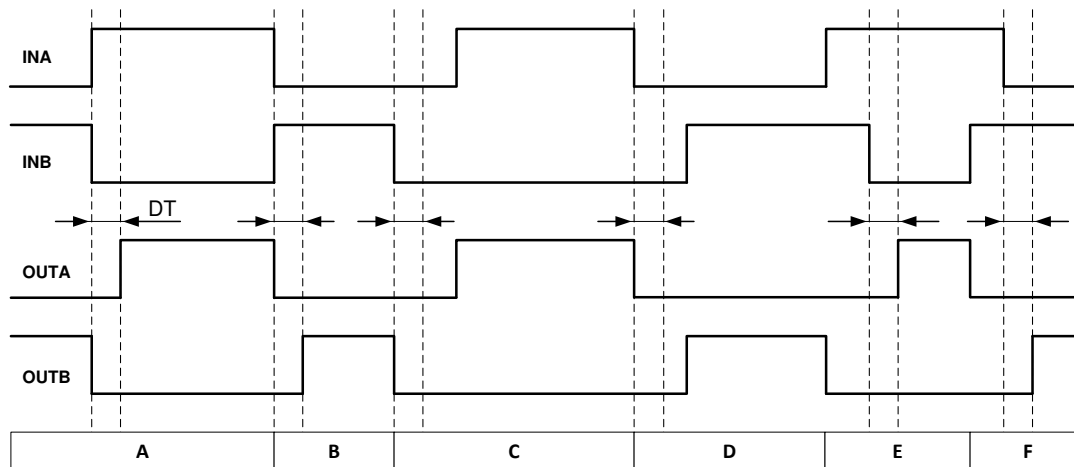 INA
INB
DT
OUTA
OUTB
A B C D E F